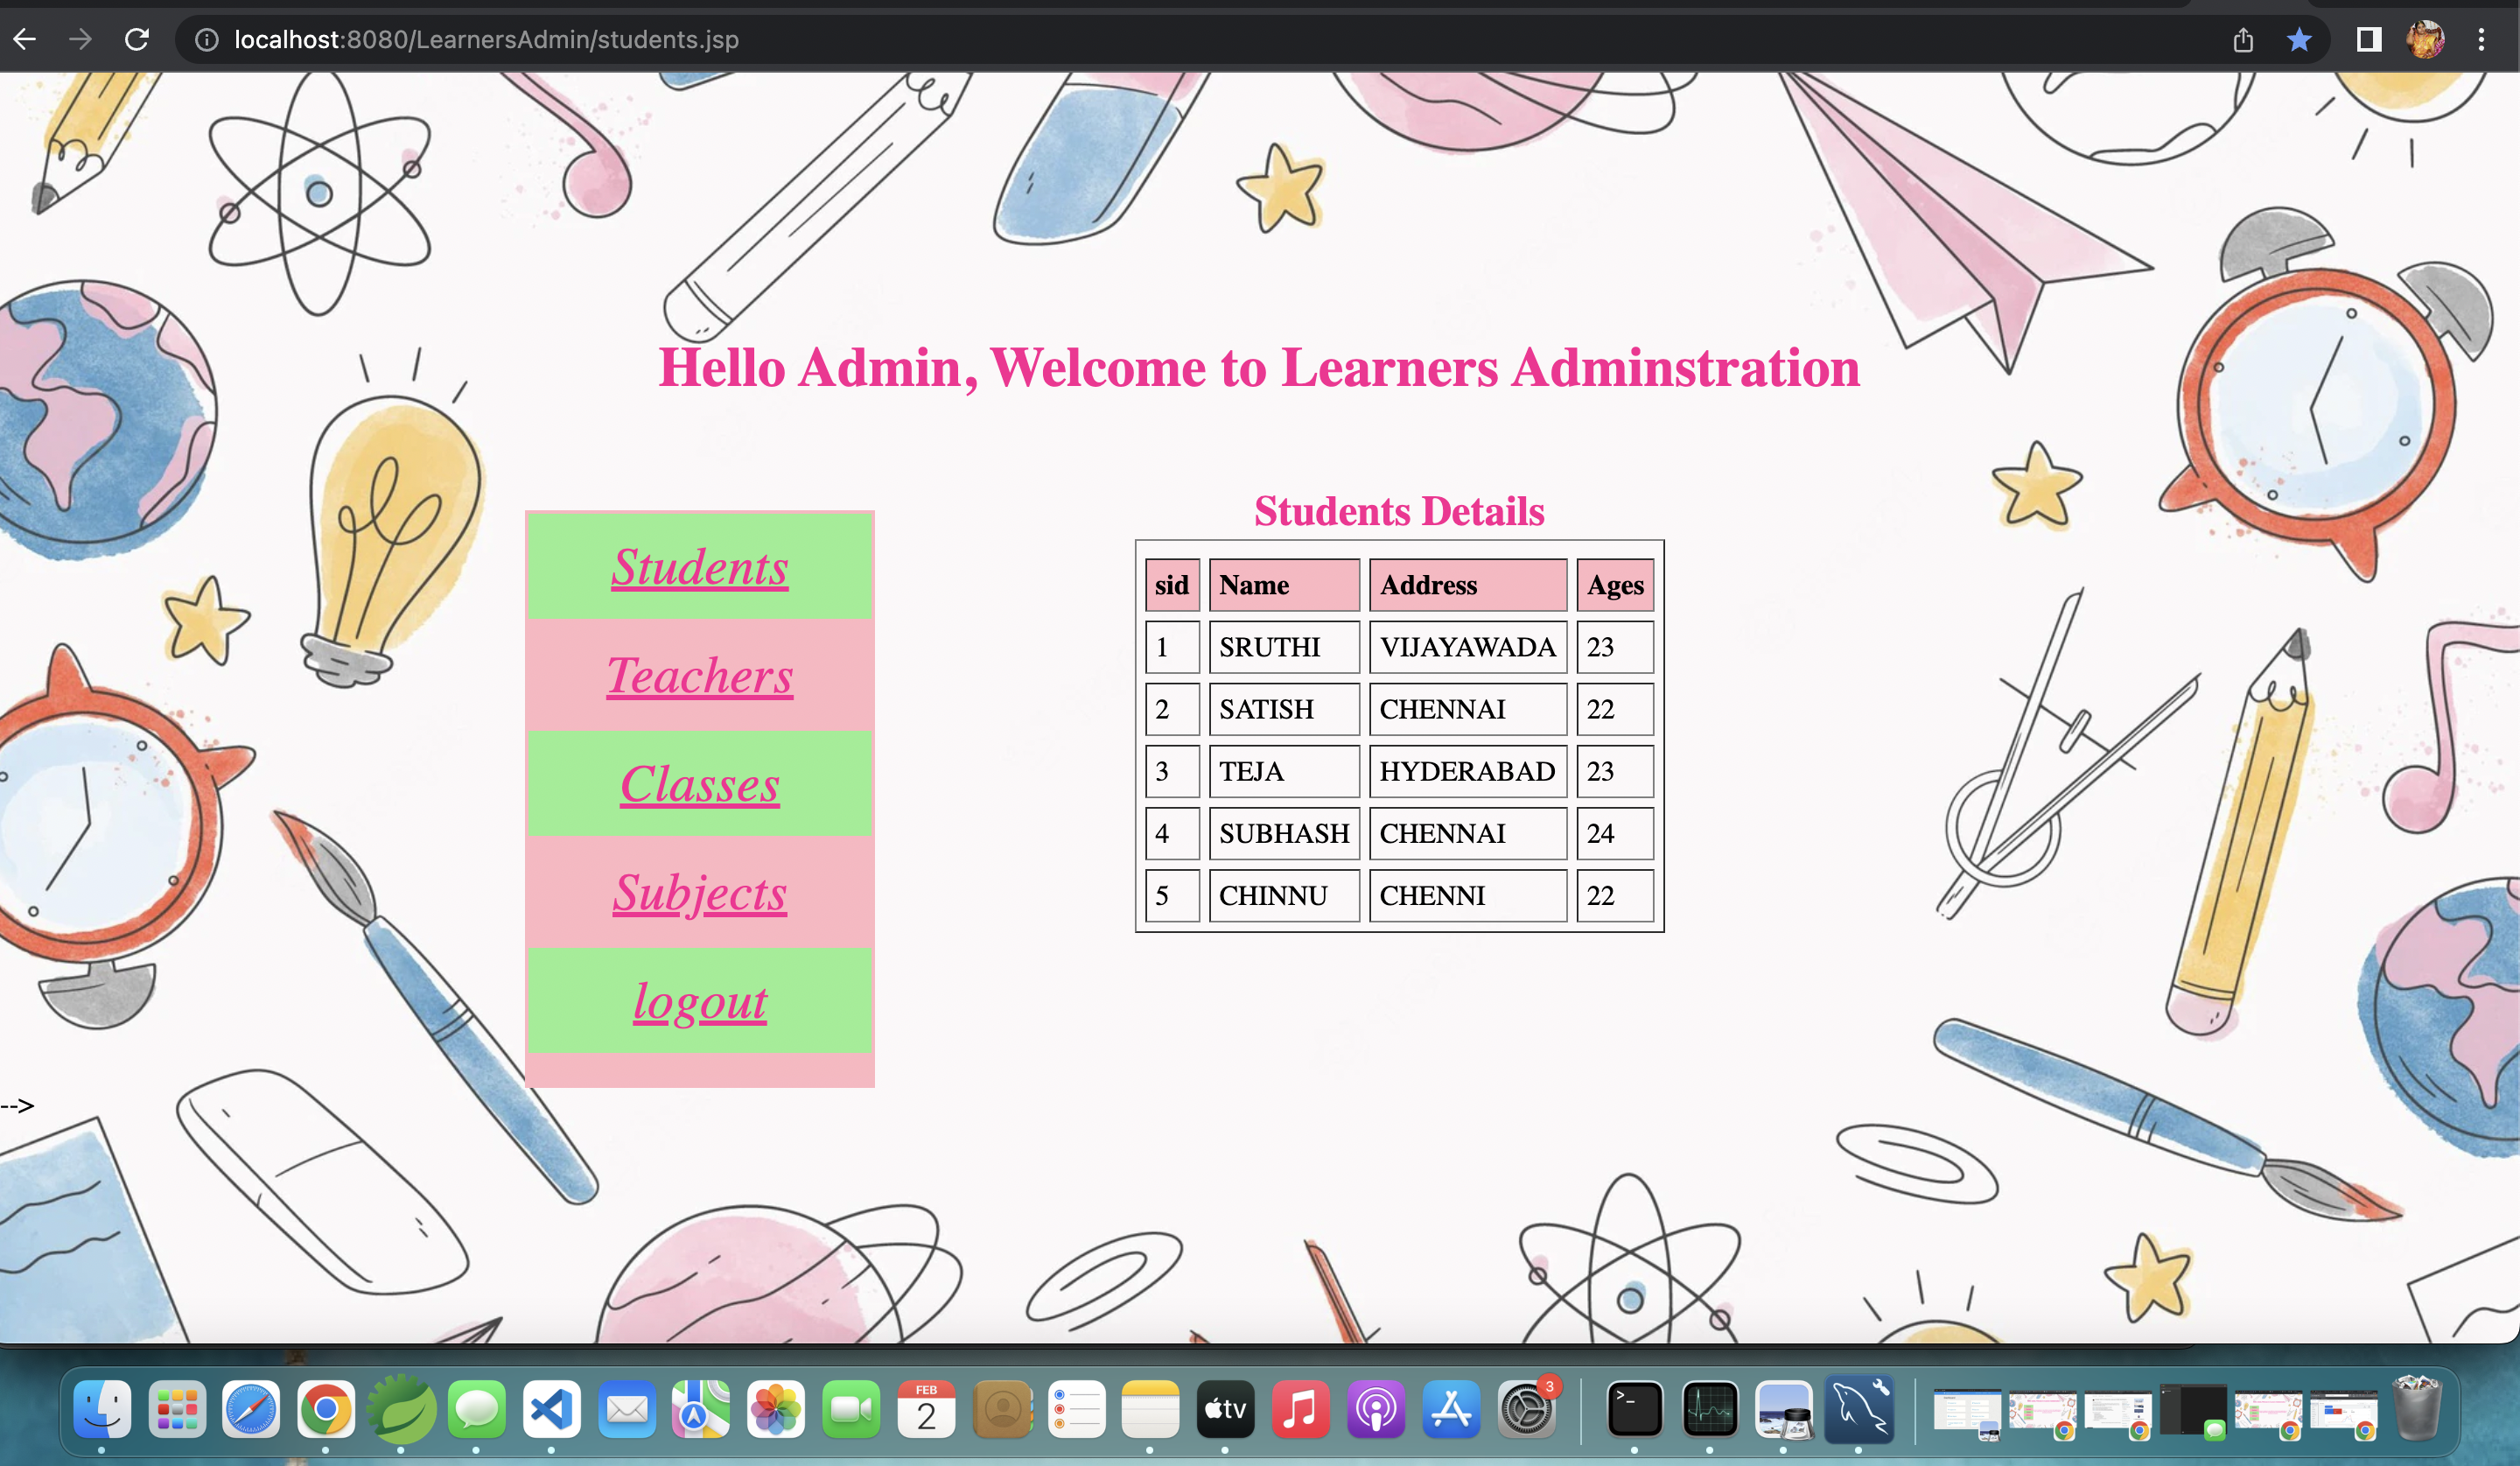 localhost:8080/LearnersAdmin/students.jsp
Hello Admin, Welcome to Learners Adminstration
Students
Teachers
Classes
Subjects
logout
Students Details
sid Name Address Ages
1 SRUTHI VIJAYAWADA 23
2 SATISH CHENNAI 22
3 TEJA HYDERABAD 23
4 SUBHASH CHENNAI 24
5 CHINNU CHENNI 22
-->
FEB
2
tv
3
>_